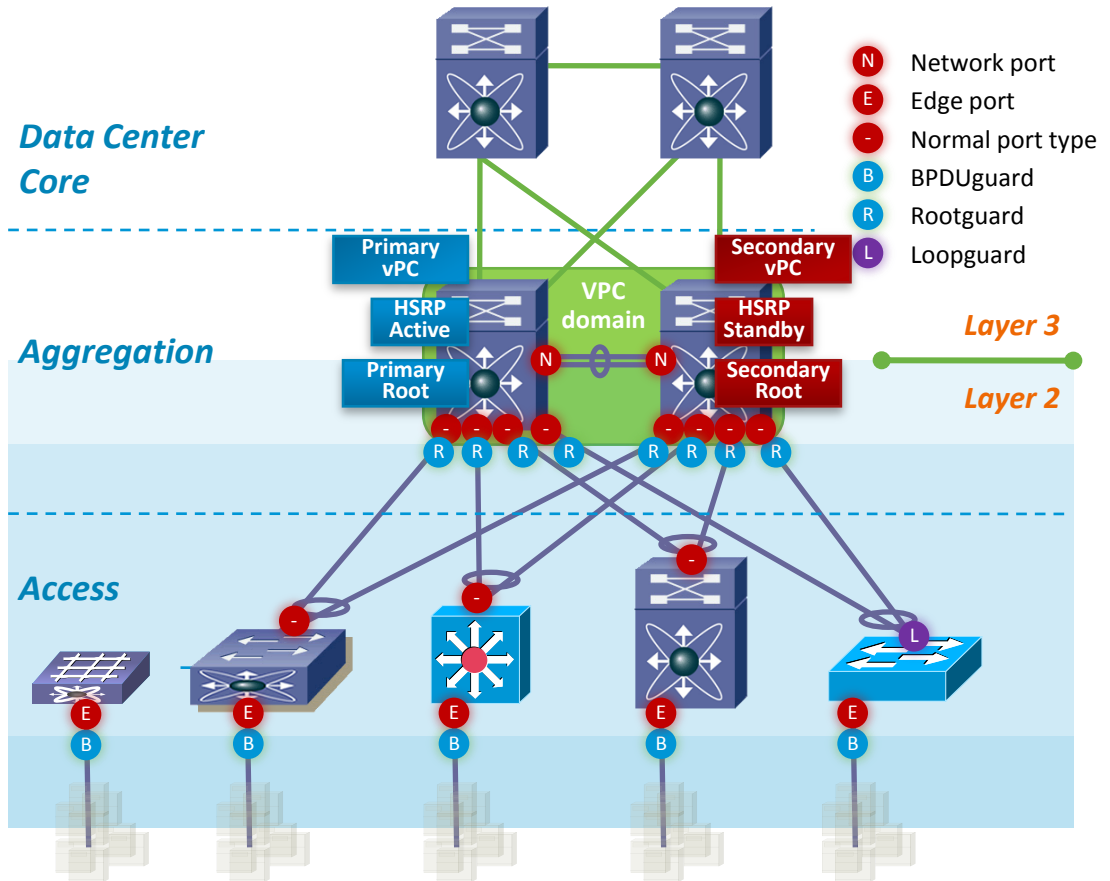 N Network port
E Edge port
- Normal port type
B BPDUguard
R Rootguard
L Loopguard
Data Center
Core
Primary
vPC
Secondary
vPC
VPC
domain
HSRP
Active
HSRP
Standby
Layer 3
Aggregation
N N
Primary
Root
Secondary
Root
Layer 2
- - - - - - - -
R R R R R R R R
Access
-
-
-
L
E E E E E
B B B B B